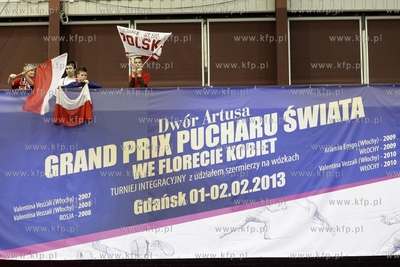 POLSKA
Dwór Artusa
GRAND PRIX PUCHARU ŚWIATA
WE FLORECIE KOBIET
TURNIEJ INTEGRACYJNY z udziałem szermierzy na wózkach
Gdańsk 01-02.02.2013
Valentina Vezzali (Włochy) - 2007
Valentina Vezzali (Włochy) - 2008
ROSJA - 2008
Arianna Errigo (Włochy) - 2009
WŁOCHY - 2009
Valentina Vezzali (Włochy) - 2010
WŁOCHY - 2010
www.kfp.pl